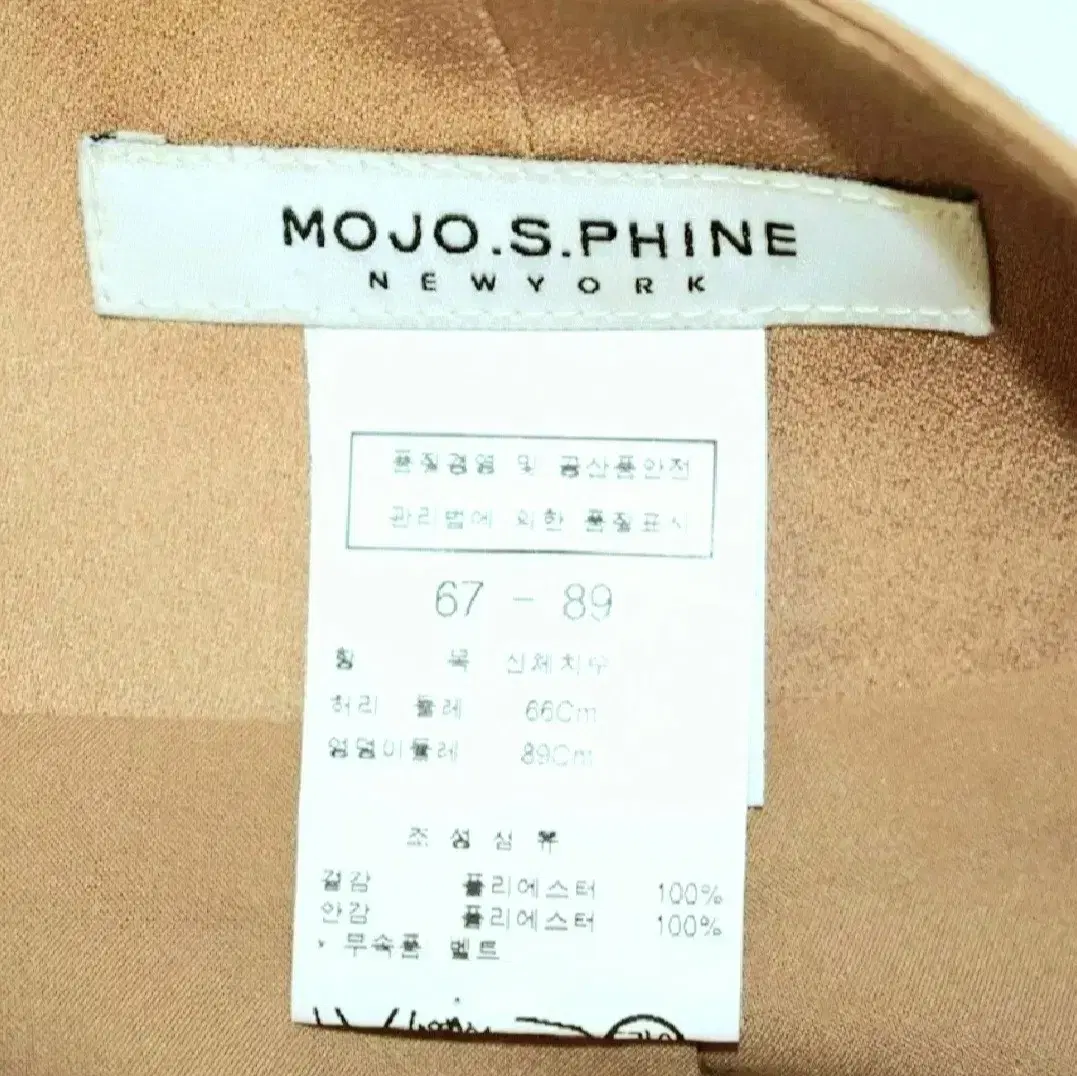 MOJO.S.PHINE
NEWYORK
품질경영 및 공산품안전
관리법에 의한 품질표시
67 - 89
항 목 신체치수
허리 둘레 66Cm
엉덩이둘레 89Cm
조성섬유
겉감 폴리에스터 100%
안감 폴리에스터 100%
* 부속품 벨트